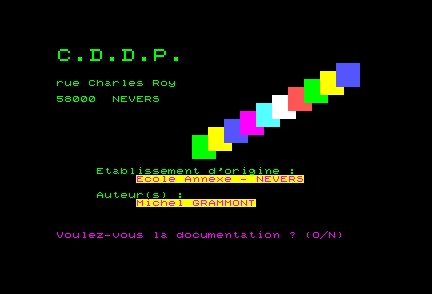 C.D.D.P.
rue Charles Roy
58000 NEVERS
Etablissement d'origine :
Ecole Annexe - NEVERS
Auteur(s) :
Michel GRAMMONT
Voulez-vous la documentation ? (O/N)